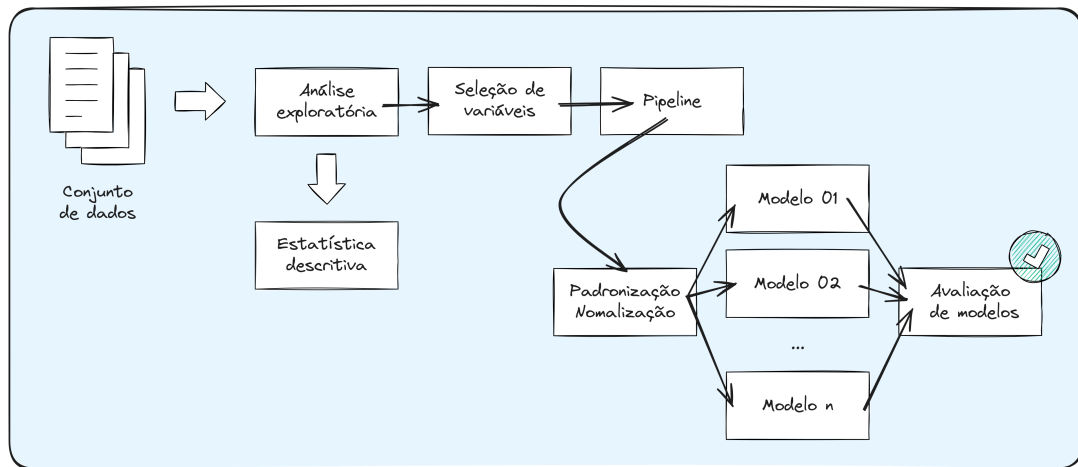 Conjunto
de dados
Análise
exploratória
Seleção de
variáveis
Pipeline
Estatística
descritiva
Padronização
Nomalização
Modelo 01
Modelo 02
...
Modelo n
Avaliação
de modelos